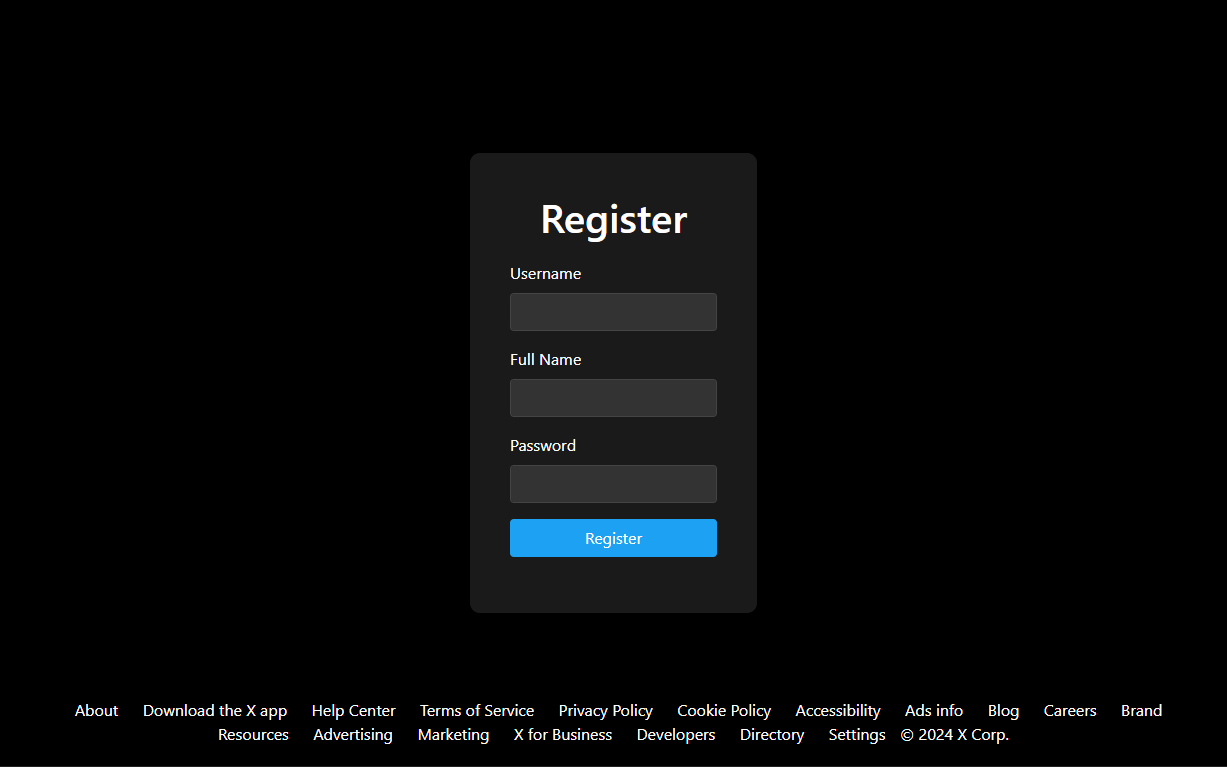 Register
Username
Full Name
Password
Register
About Download the X app Help Center Terms of Service Privacy Policy Cookie Policy Accessibility Ads info Blog Careers Brand
Resources Advertising Marketing X for Business Developers Directory Settings © 2024 X Corp.